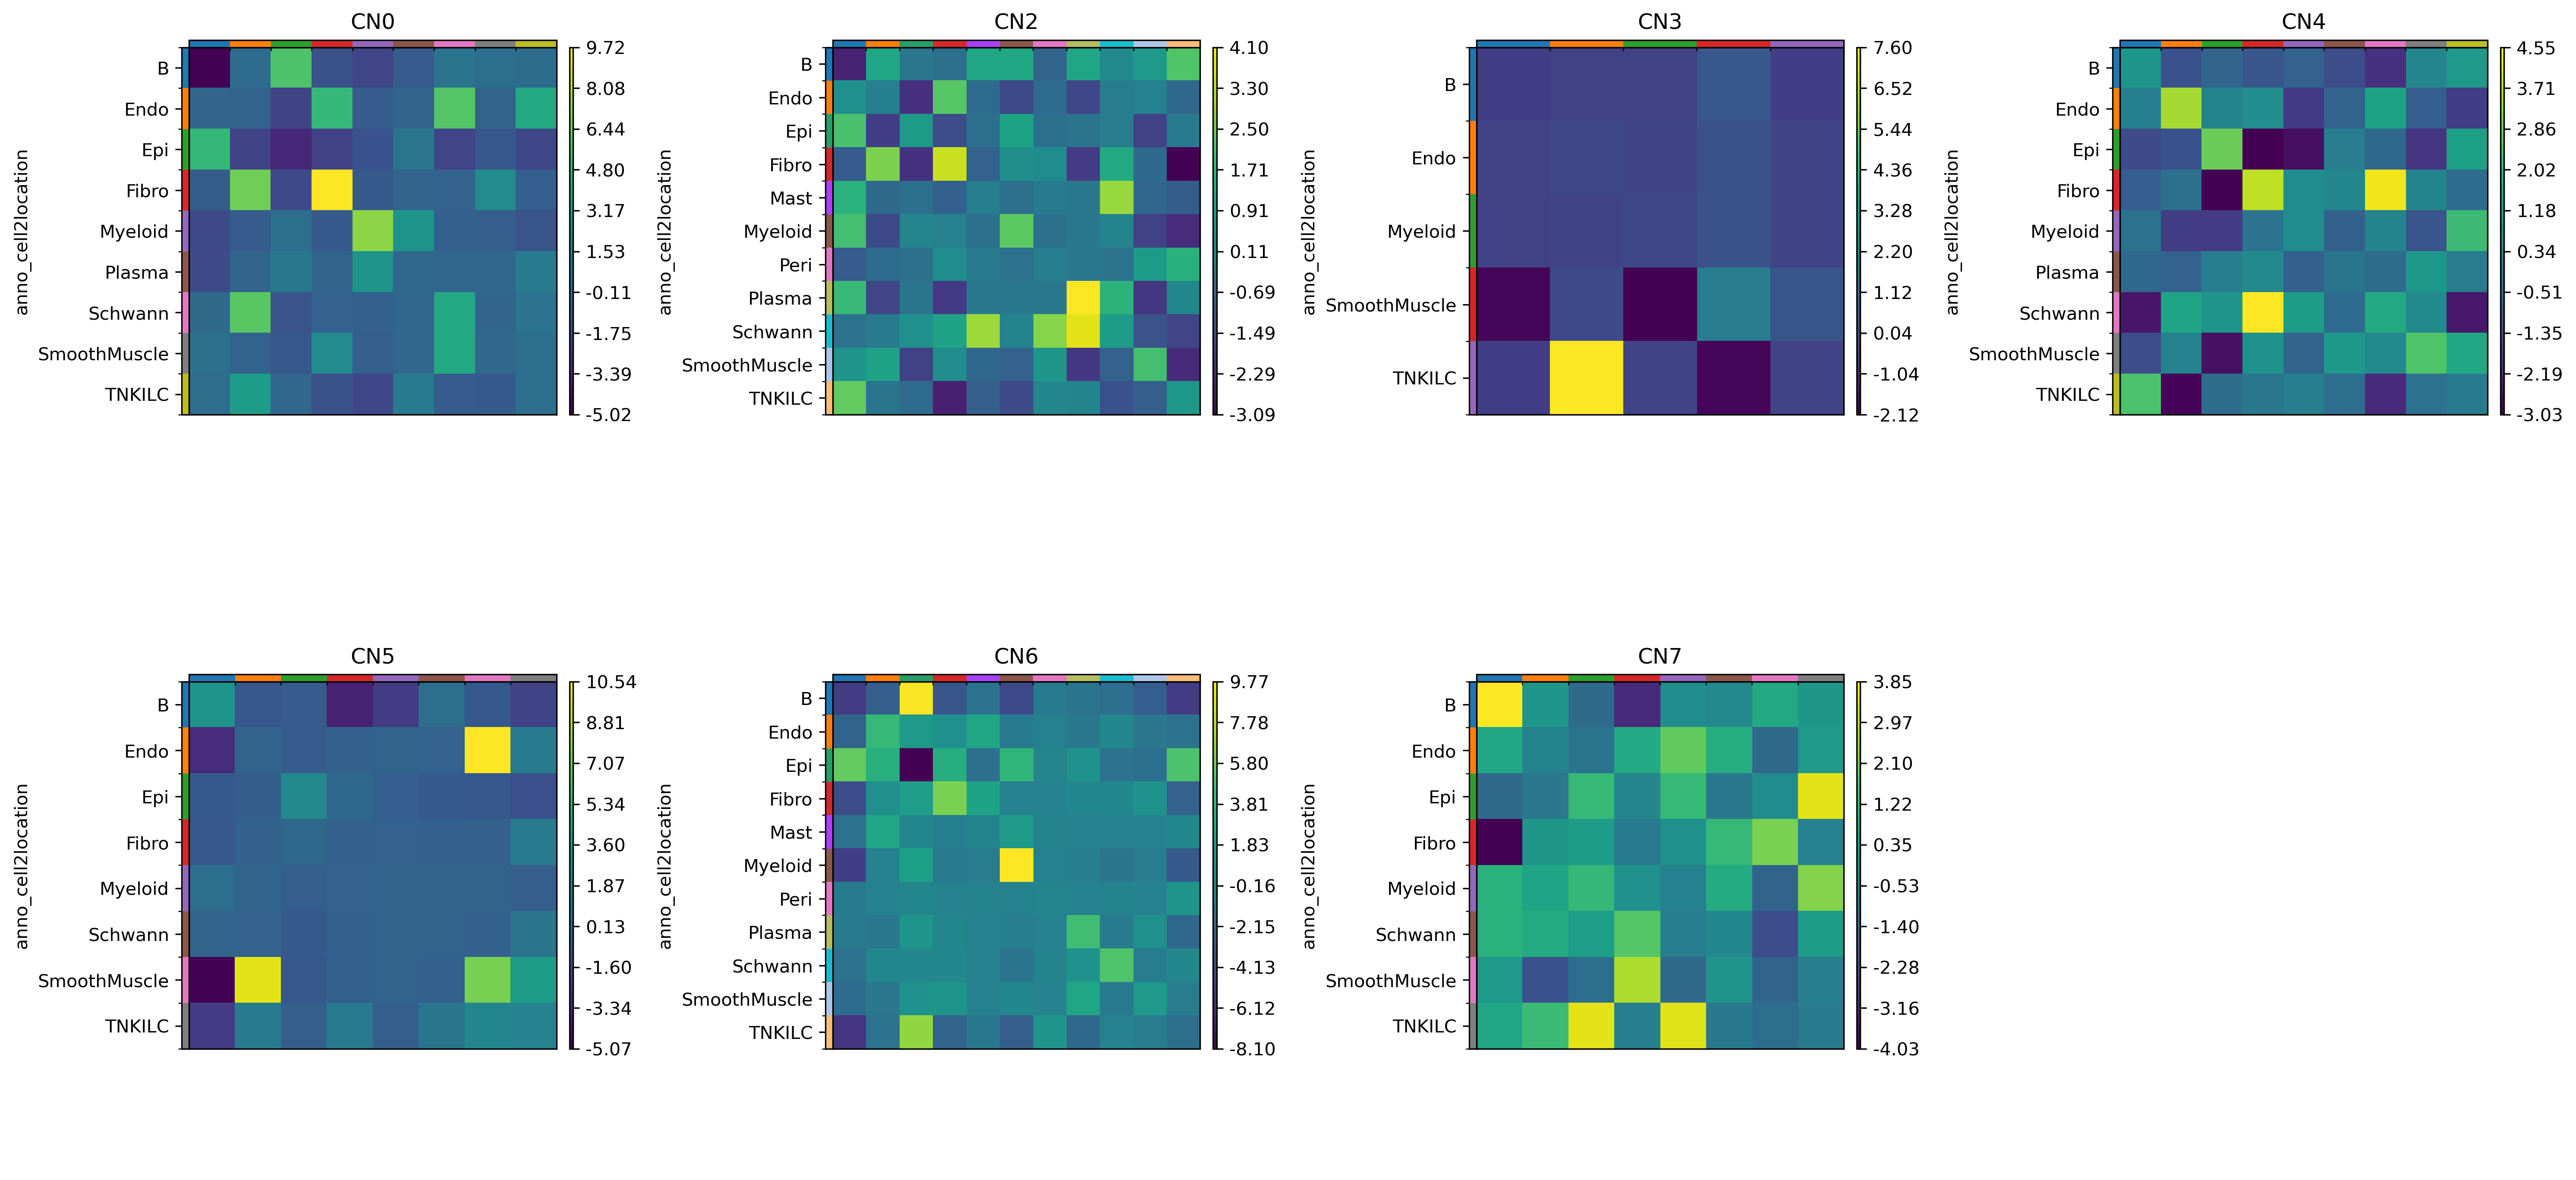 CN0
anno_cell2location
B
Endo
Epi
Fibro
Myeloid
Plasma
Schwann
SmoothMuscle
TNKILC
9.72
8.08
6.44
4.80
3.17
1.53
-0.11
-1.75
-3.39
-5.02
CN2
anno_cell2location
B
Endo
Epi
Fibro
Mast
Myeloid
Peri
Plasma
Schwann
SmoothMuscle
TNKILC
4.10
3.30
2.50
1.71
0.91
0.11
-0.69
-1.49
-2.29
-3.09
CN3
anno_cell2location
B
Endo
Myeloid
SmoothMuscle
TNKILC
7.60
6.52
5.44
4.36
3.28
2.20
1.12
0.04
-1.04
-2.12
CN4
anno_cell2location
B
Endo
Epi
Fibro
Myeloid
Plasma
Schwann
SmoothMuscle
TNKILC
4.55
3.71
2.86
2.02
1.18
0.34
-0.51
-1.35
-2.19
-3.03
CN5
anno_cell2location
B
Endo
Epi
Fibro
Myeloid
Schwann
SmoothMuscle
TNKILC
10.54
8.81
7.07
5.34
3.60
1.87
0.13
-1.60
-3.34
-5.07
CN6
anno_cell2location
B
Endo
Epi
Fibro
Mast
Myeloid
Peri
Plasma
Schwann
SmoothMuscle
TNKILC
9.77
7.78
5.80
3.81
1.83
-0.16
-2.15
-4.13
-6.12
-8.10
CN7
anno_cell2location
B
Endo
Epi
Fibro
Myeloid
Schwann
SmoothMuscle
TNKILC
3.85
2.97
2.10
1.22
0.35
-0.53
-1.40
-2.28
-3.16
-4.03